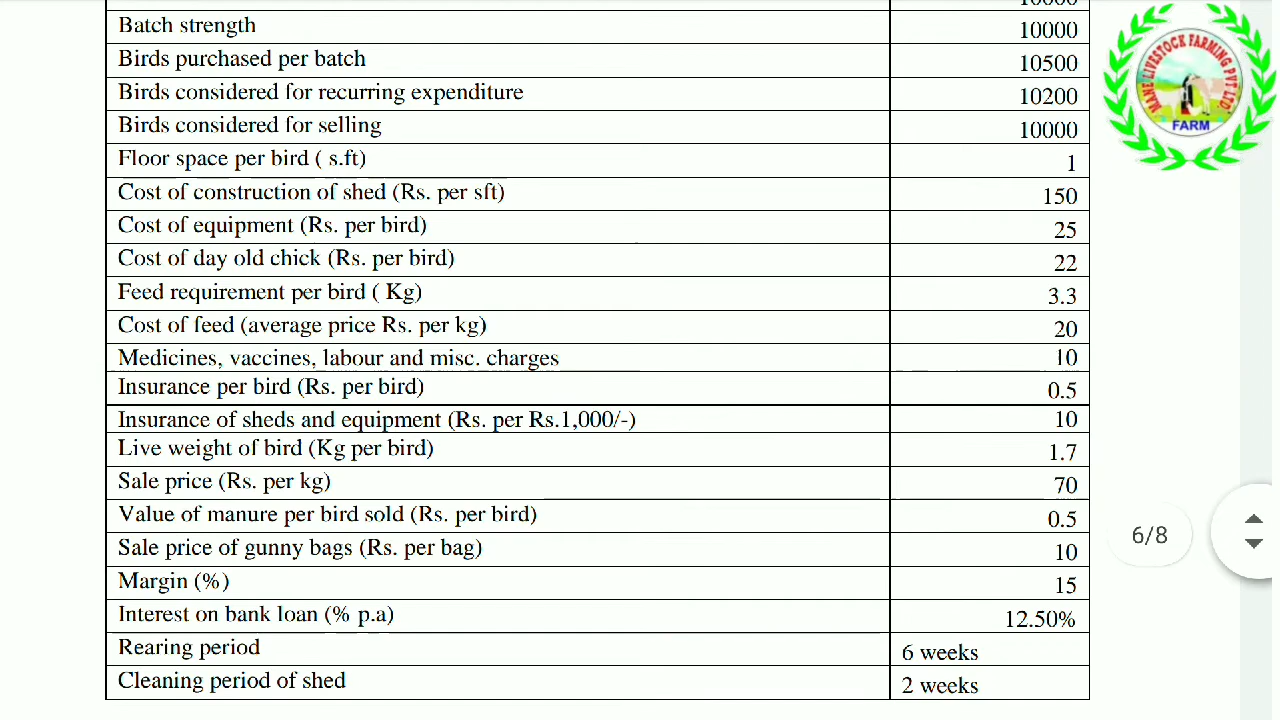 10000
Batch strength 10000
Birds purchased per batch 10500
Birds considered for recurring expenditure 10200
Birds considered for selling 10000
Floor space per bird ( s.ft) 1
Cost of construction of shed (Rs. per sft) 150
Cost of equipment (Rs. per bird) 25
Cost of day old chick (Rs. per bird) 22
Feed requirement per bird ( Kg) 3.3
Cost of feed (average price Rs. per kg) 20
Medicines, vaccines, labour and misc. charges 10
Insurance per bird (Rs. per bird) 0.5
Insurance of sheds and equipment (Rs. per Rs.1,000/-) 10
Live weight of bird (Kg per bird) 1.7
Sale price (Rs. per kg) 70
Value of manure per bird sold (Rs. per bird) 0.5
Sale price of gunny bags (Rs. per bag) 10
Margin (%) 15
Interest on bank loan (% p.a) 12.50%
Rearing period 6 weeks
Cleaning period of shed 2 weeks
MANE LIVESTOCK FARMING PVT LTD.
FARM
6/8